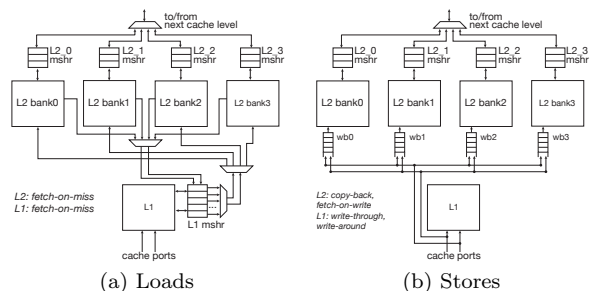 to/from
next cache level
L2_0
mshr
L2_1
mshr
L2_2
mshr
L2_3
mshr
L2 bank0
L2 bank1
L2 bank2
L2 bank3
L2: fetch-on-miss
L1: fetch-on-miss
L1
...
L1 mshr
cache ports
(a) Loads
to/from
next cache level
L2_0
mshr
L2_1
mshr
L2_2
mshr
L2_3
mshr
L2 bank0
L2 bank1
L2 bank2
L2 bank3
wb0
wb1
wb2
wb3
L2: copy-back,
fetch-on-write
L1: write-through,
write-around
L1
cache ports
(b) Stores